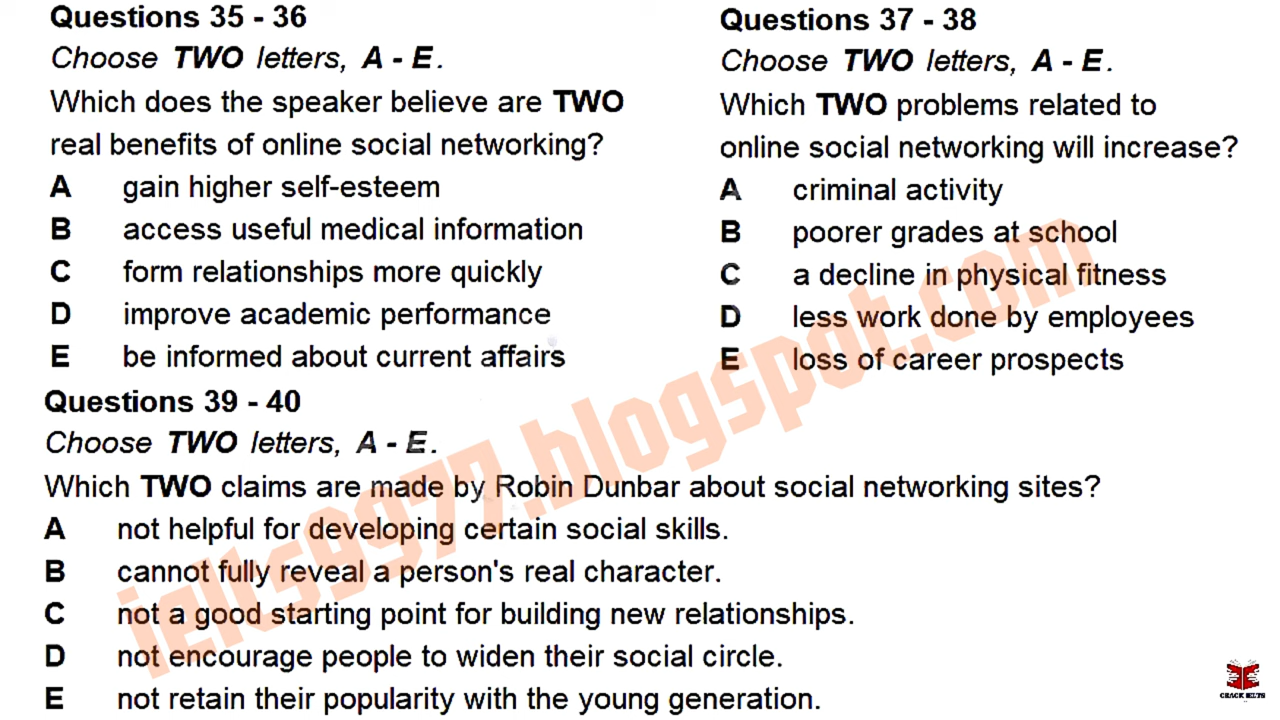 Questions 35 - 36
Choose TWO letters, A - E.
Which does the speaker believe are TWO
real benefits of online social networking?
A gain higher self-esteem
B access useful medical information
C form relationships more quickly
D improve academic performance
E be informed about current affairs
Questions 37 - 38
Choose TWO letters, A - E.
Which TWO problems related to
online social networking will increase?
A criminal activity
B poorer grades at school
C a decline in physical fitness
D less work done by employees
E loss of career prospects
Questions 39 - 40
Choose TWO letters, A - E.
Which TWO claims are made by Robin Dunbar about social networking sites?
A not helpful for developing certain social skills.
B cannot fully reveal a person's real character.
C not a good starting point for building new relationships.
D not encourage people to widen their social circle.
E not retain their popularity with the young generation.
ielts9977.blogspot.com
CRACK IELTS